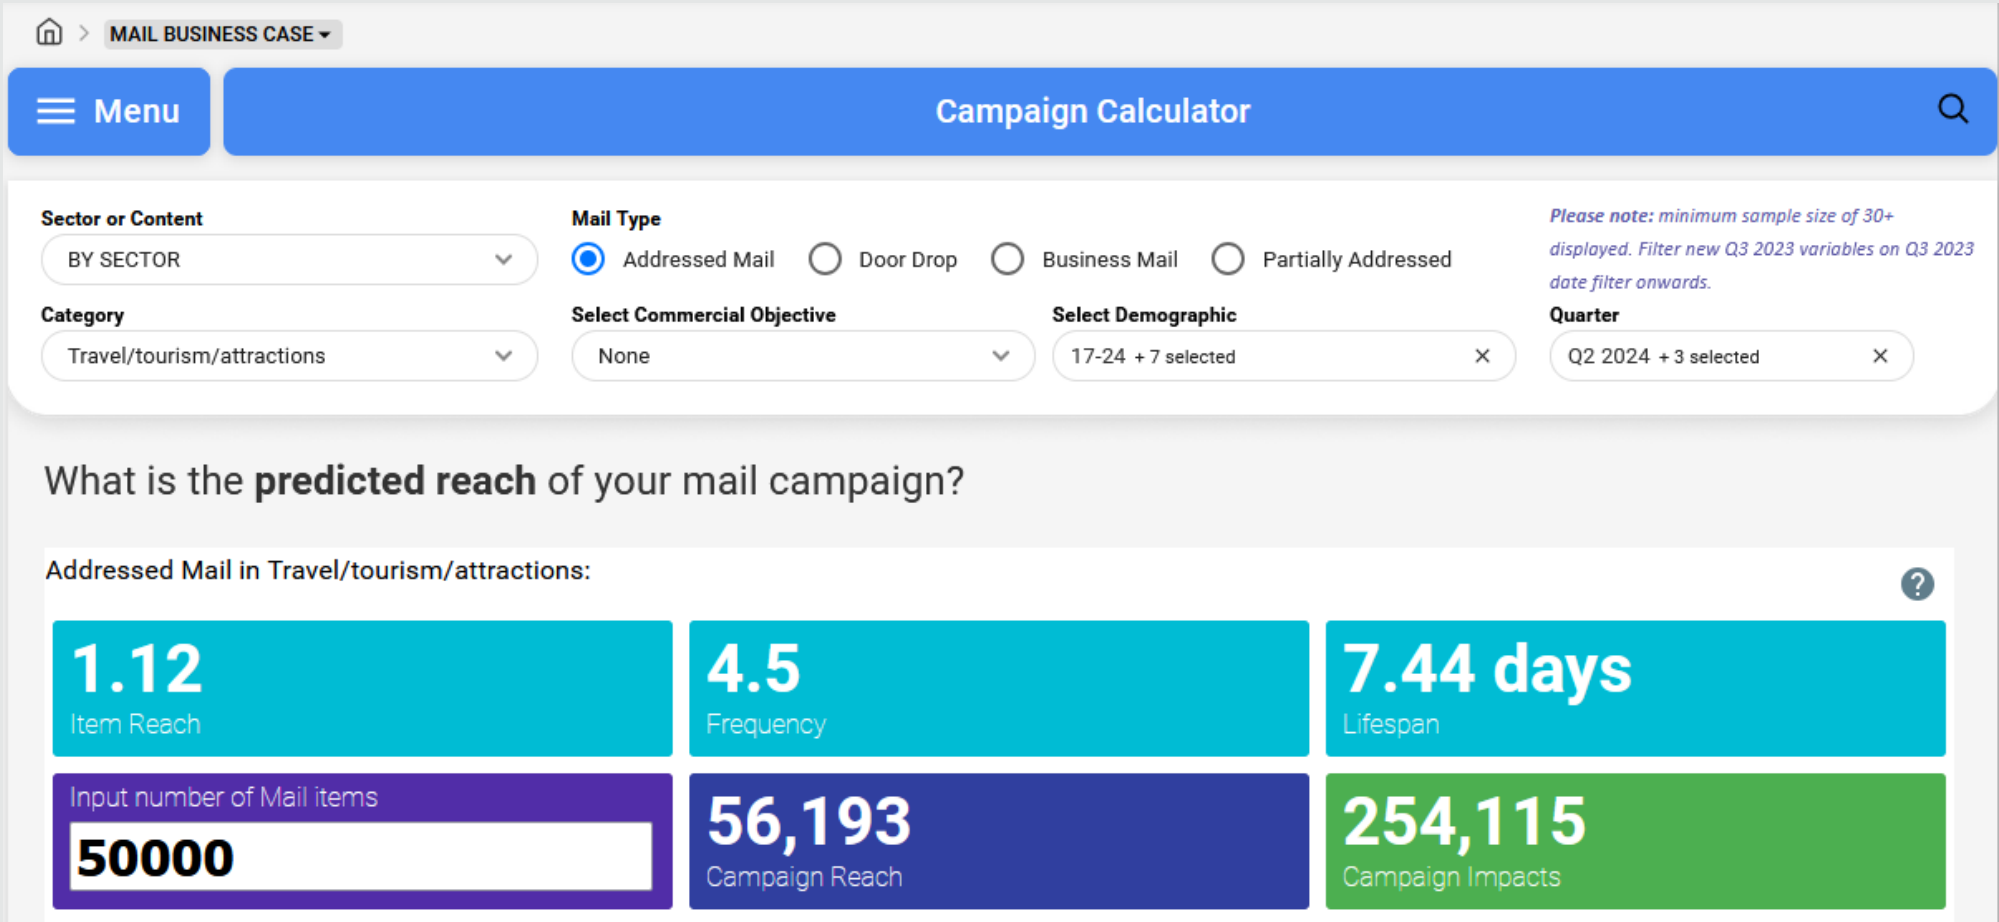 MAIL BUSINESS CASE
Menu
Campaign Calculator
Sector or Content
BY SECTOR
Mail Type
Addressed Mail
Door Drop
Business Mail
Partially Addressed
Please note: minimum sample size of 30+
displayed. Filter new Q3 2023 variables on Q3 2023
date filter onwards.
Category
Travel/tourism/attractions
Select Commercial Objective
None
Select Demographic
17-24 + 7 selected
Quarter
Q2 2024 + 3 selected
What is the predicted reach of your mail campaign?
Addressed Mail in Travel/tourism/attractions:
?
1.12
Item Reach
4.5
Frequency
7.44 days
Lifespan
Input number of Mail items
50000
56,193
Campaign Reach
254,115
Campaign Impacts